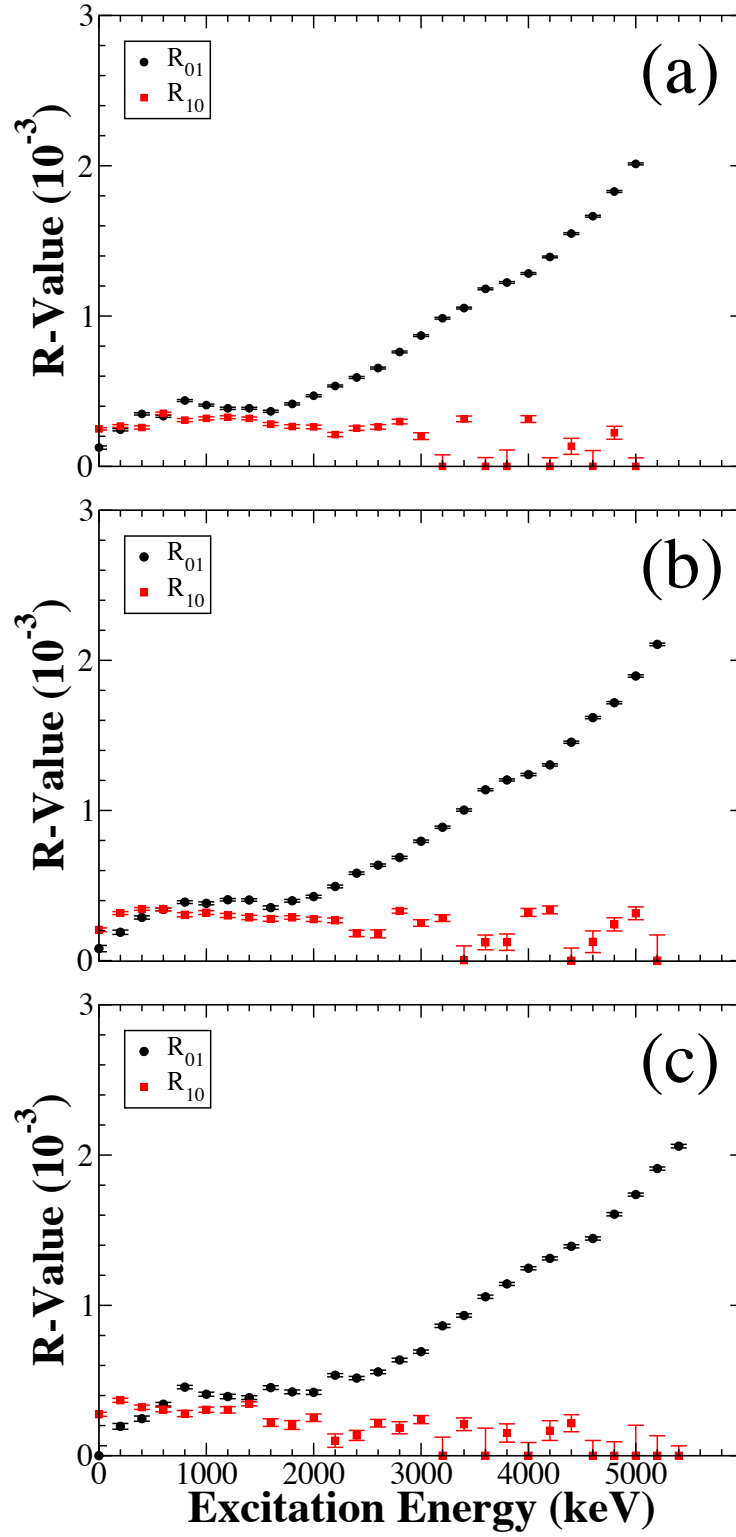 3
(a)
R01
R10
2
1
0
R-Value (10-3)
3
(b)
R01
R10
2
1
0
R-Value (10-3)
3
(c)
R01
R10
2
1
0
R-Value (10-3)
0 1000 2000 3000 4000 5000
Excitation Energy (keV)